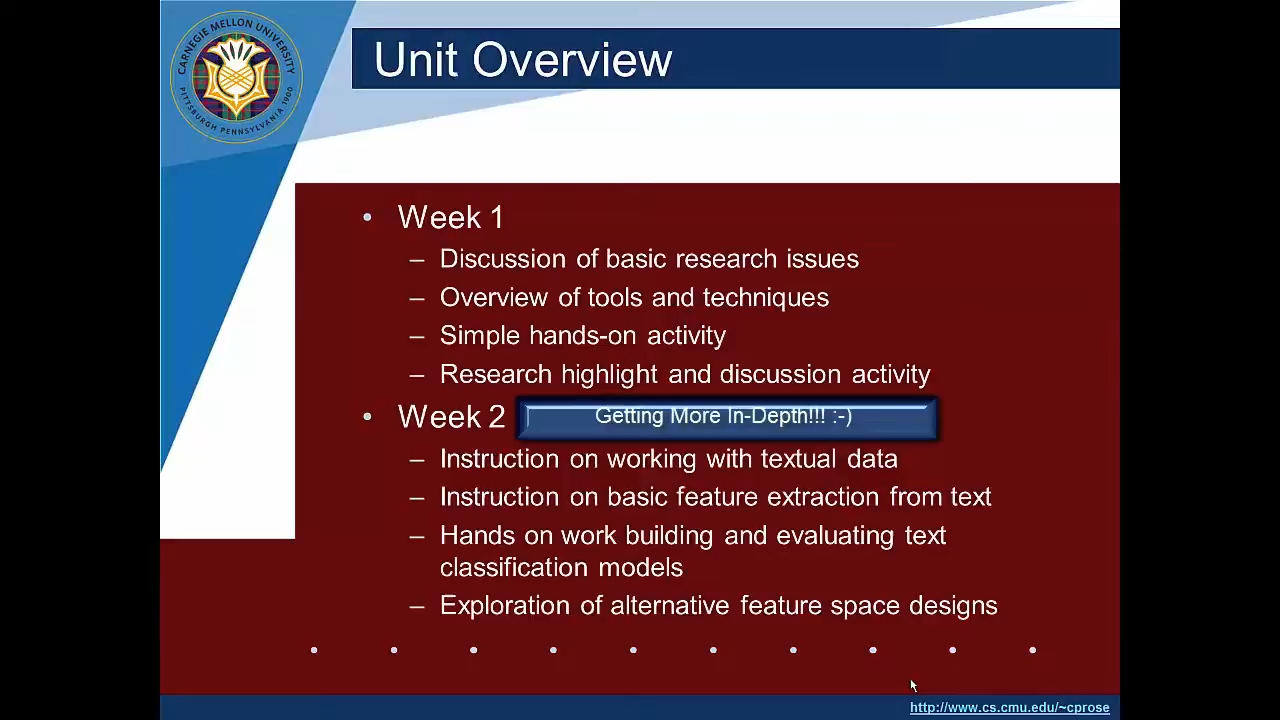 CARNEGIE MELLON UNIVERSITY
PITTSBURGH PENNSYLVANIA 1900
Unit Overview
• Week 1
– Discussion of basic research issues
– Overview of tools and techniques
– Simple hands-on activity
– Research highlight and discussion activity
• Week 2 Getting More In-Depth!!! :-)
– Instruction on working with textual data
– Instruction on basic feature extraction from text
– Hands on work building and evaluating text
classification models
– Exploration of alternative feature space designs
http://www.cs.cmu.edu/~cprose